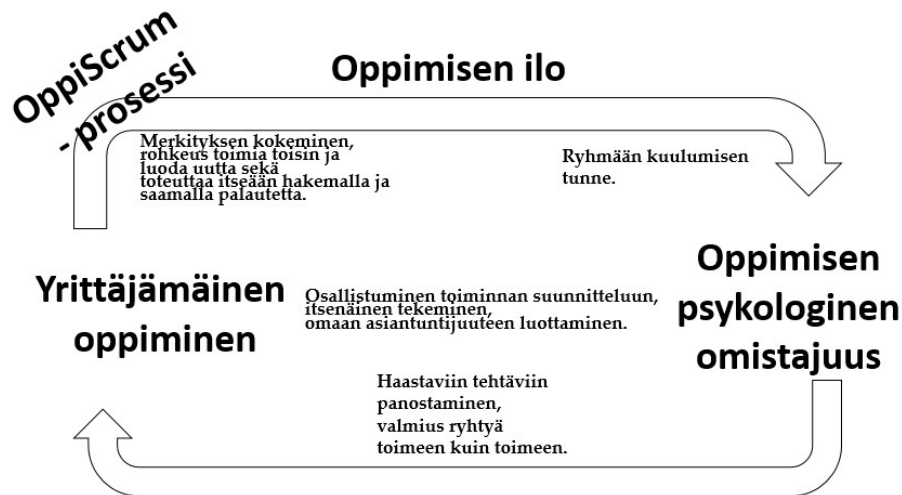 OppiScrum
- prosessi
Oppimisen ilo
Merkityksen kokeminen,
rohkeus toimia toisin ja
luoda uutta sekä
toteuttaa itseään hakemalla ja
saamalla palautetta.
Ryhmään kuulumisen
tunne.
Yrittäjämäinen
oppiminen
Osallistuminen toiminnan suunnitteluun,
itsenäinen tekeminen,
omaan asiantuntijuuteen luottaminen.
Oppimisen
psykologinen
omistajuus
Haastaviin tehtäviin
panostaminen,
valmius ryhtyä
toimeen kuin toimeen.